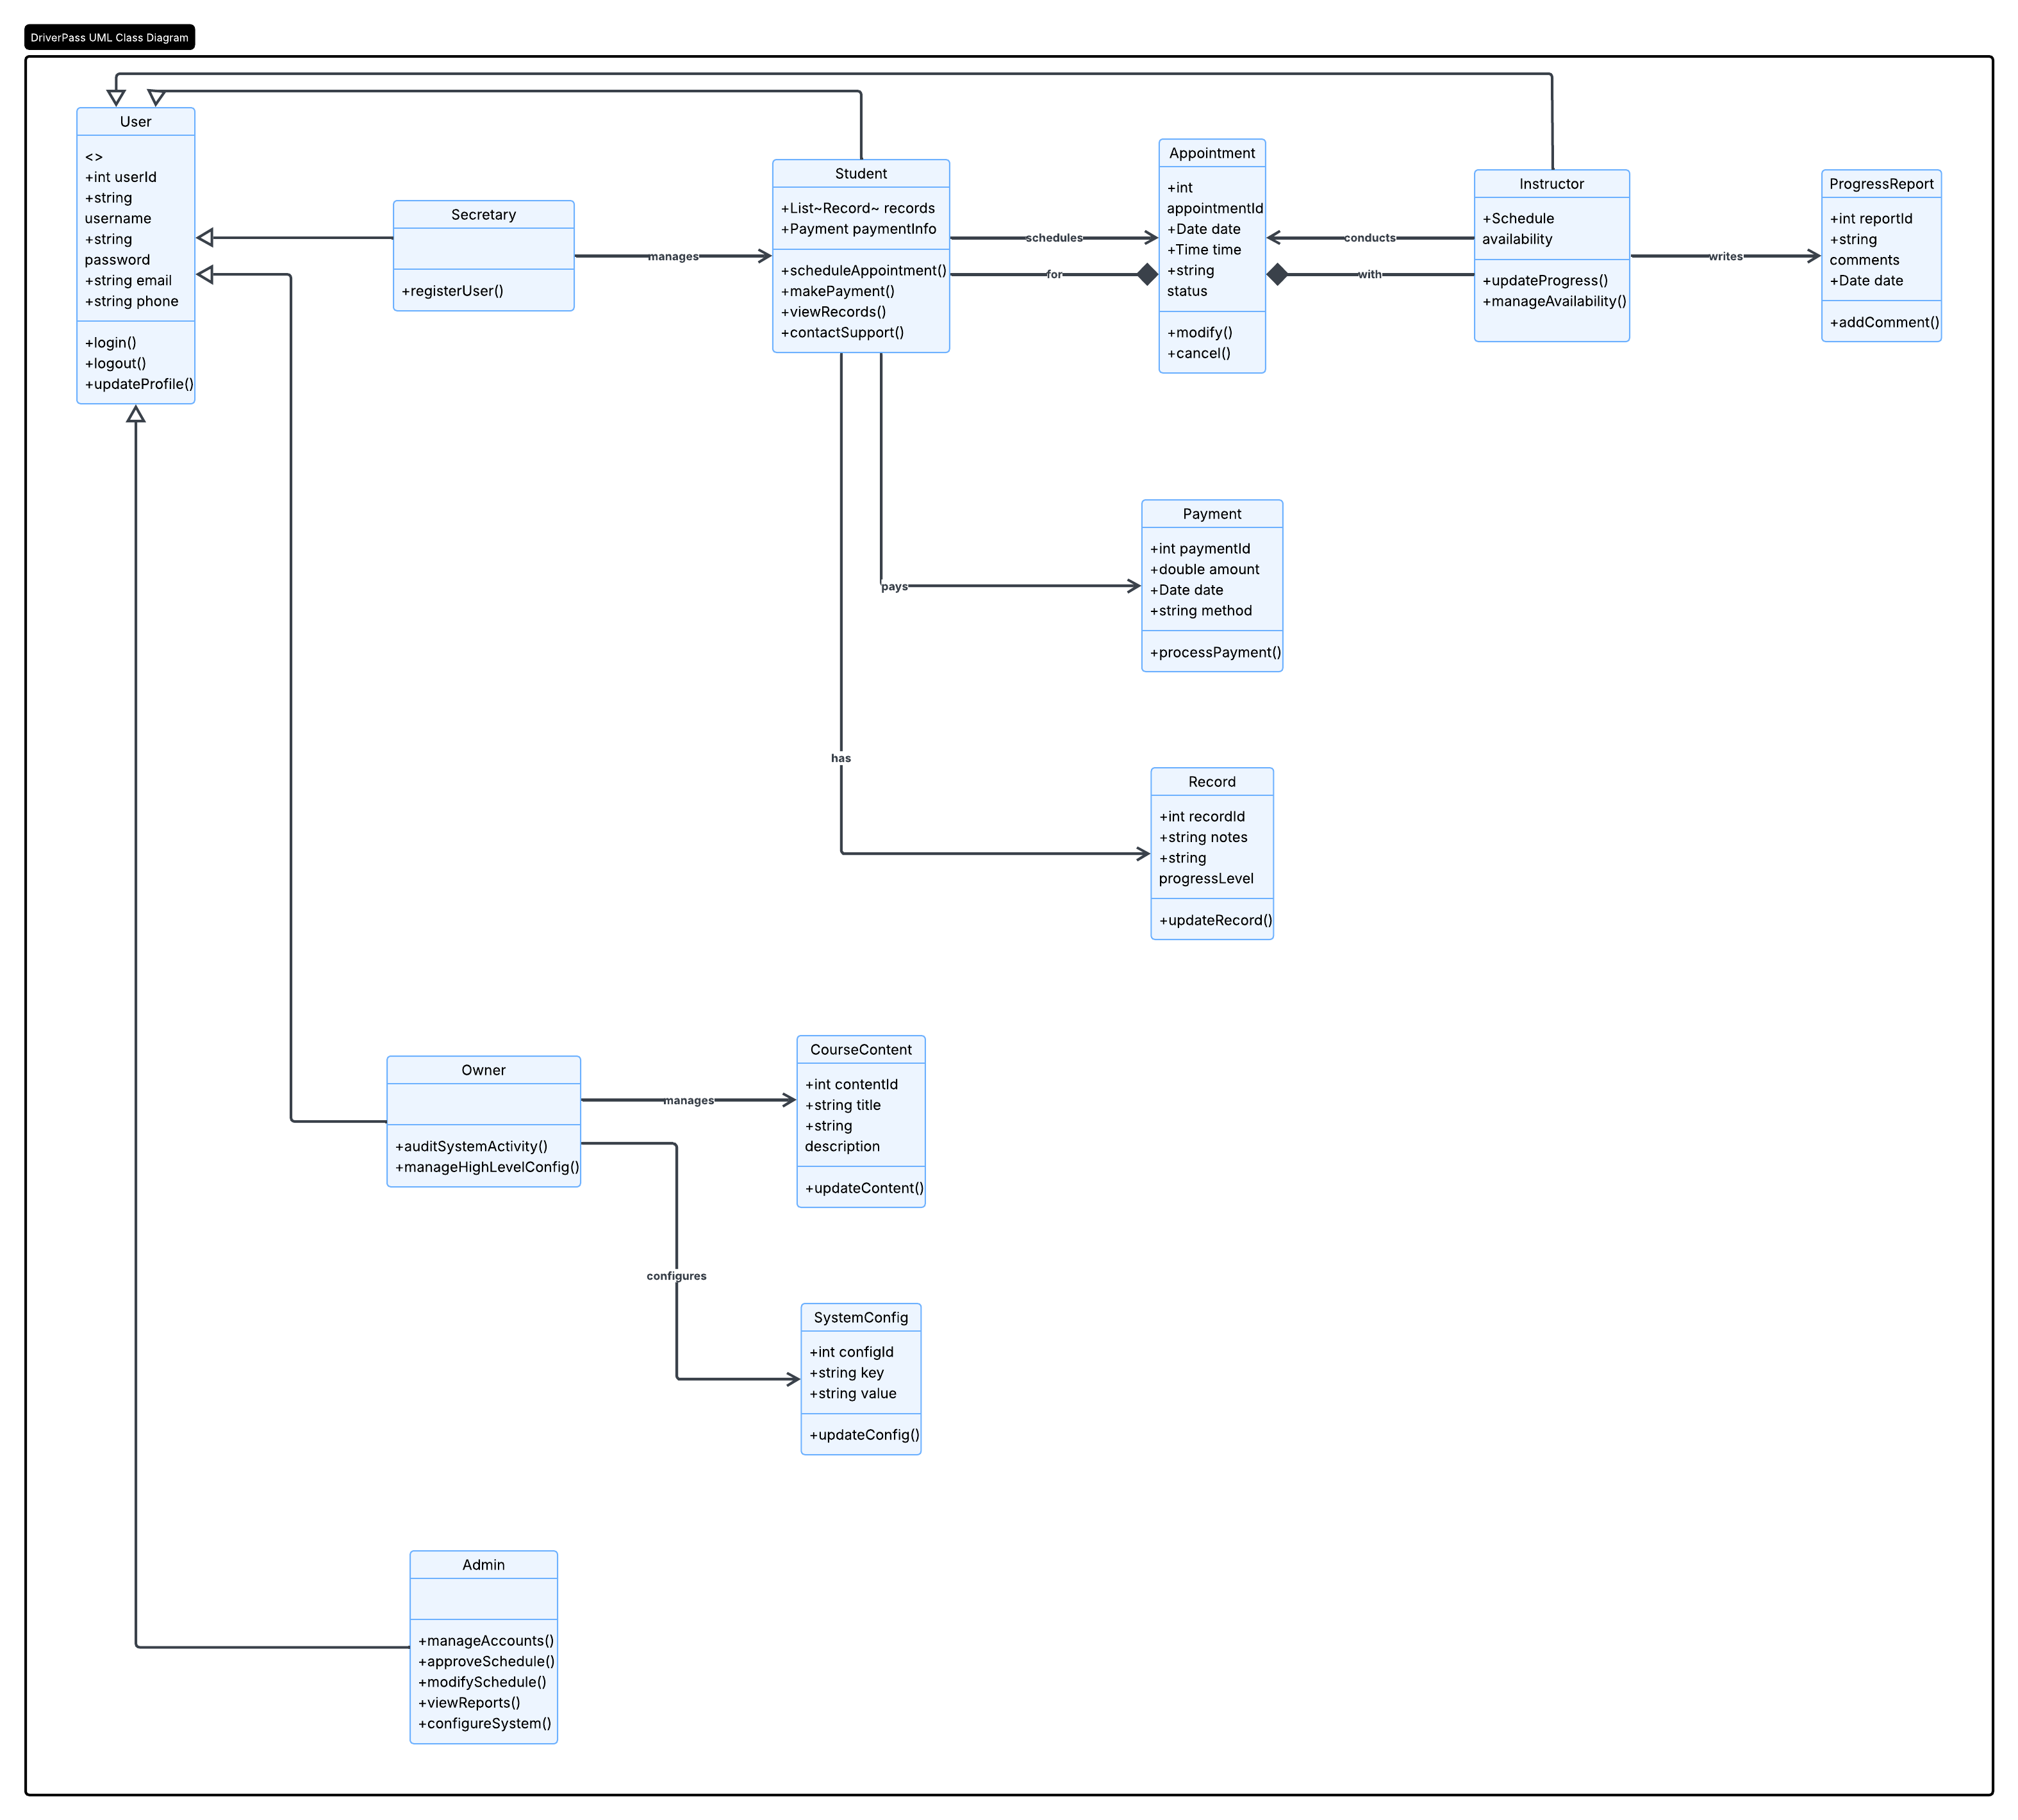 DriverPass UML Class Diagram
User
<>
+int userId
+string
username
+string
password
+string email
+string phone
+login()
+logout()
+updateProfile()
Secretary
+registerUser()
manages
Student
+List~Record~ records
+Payment paymentInfo
+scheduleAppointment()
+makePayment()
+viewRecords()
+contactSupport()
schedules
for
Appointment
+int
appointmentId
+Date date
+Time time
+string
status
+modify()
+cancel()
conducts
with
Instructor
+Schedule
availability
+updateProgress()
+manageAvailability()
writes
ProgressReport
+int reportId
+string
comments
+Date date
+addComment()
pays
Payment
+int paymentId
+double amount
+Date date
+string method
+processPayment()
has
Record
+int recordId
+string notes
+string
progressLevel
+updateRecord()
Owner
+auditSystemActivity()
+manageHighLevelConfig()
manages
CourseContent
+int contentId
+string title
+string
description
+updateContent()
configures
SystemConfig
+int configId
+string key
+string value
+updateConfig()
Admin
+manageAccounts()
+approveSchedule()
+modifySchedule()
+viewReports()
+configureSystem()